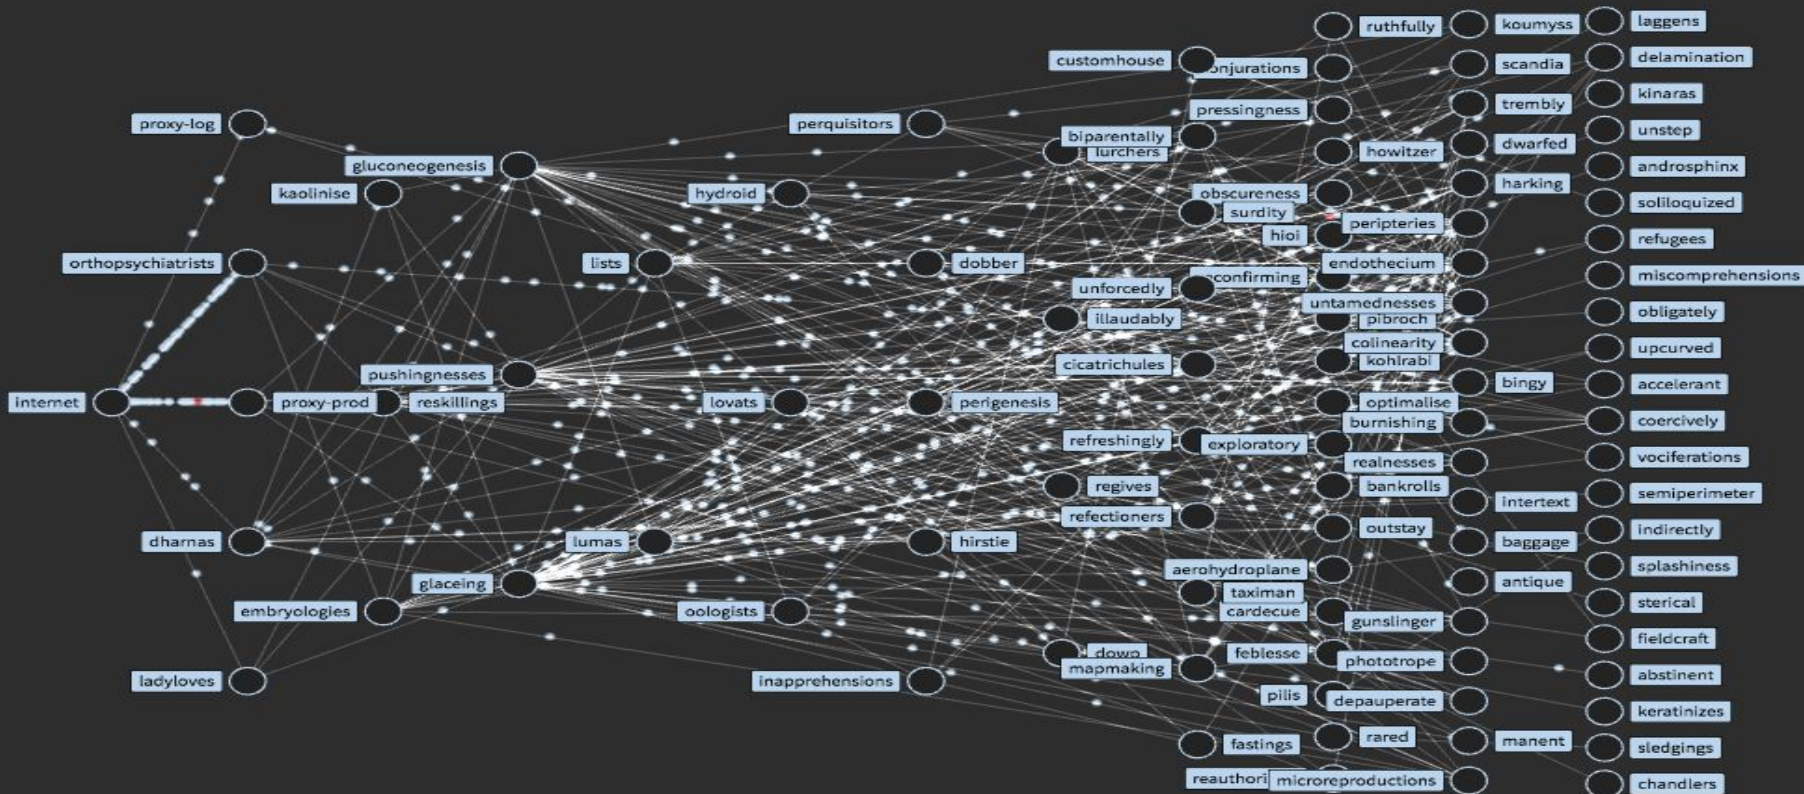 internet
proxy-log
orthopsychiatrists
proxy-prod
dharnas
ladyloves
kaolinise
reskillings
embryologies
gluconeogenesis
pushingnesses
glaceing
lists
lumas
hydroid
lovats
oologists
perquisitors
dobber
perigenesis
hirstie
inapprehensions
lurchers
illaudably
regives
dowp
customhouse
biparentally
surdity
unforcedly
cicatrichules
refreshingly
refectioners
taximan
mapmaking
fastings
ruthfully
onjurations
pressingness
howitzer
obscureness
hioi
confirming
pibroch
kohlrabi
optimalise
exploratory
bankrolls
outstay
aerohydroplane
cardecue
feblesse
pilis
rared
reauthori
koumyss
scandia
trembly
dwarfed
harking
peripteries
endothecium
untamednesses
colinearity
bingy
burnishing
realnesses
intertext
baggage
antique
gunslinger
phototrope
depauperate
manent
microreproductions
laggens
delamination
kinaras
unstep
androsphinx
soliloquized
refugees
miscomprehensions
obligately
upcurved
accelerant
coercively
vociferations
semiperimeter
indirectly
splashiness
sterical
fieldcraft
abstinent
keratinizes
sledgings
chandlers